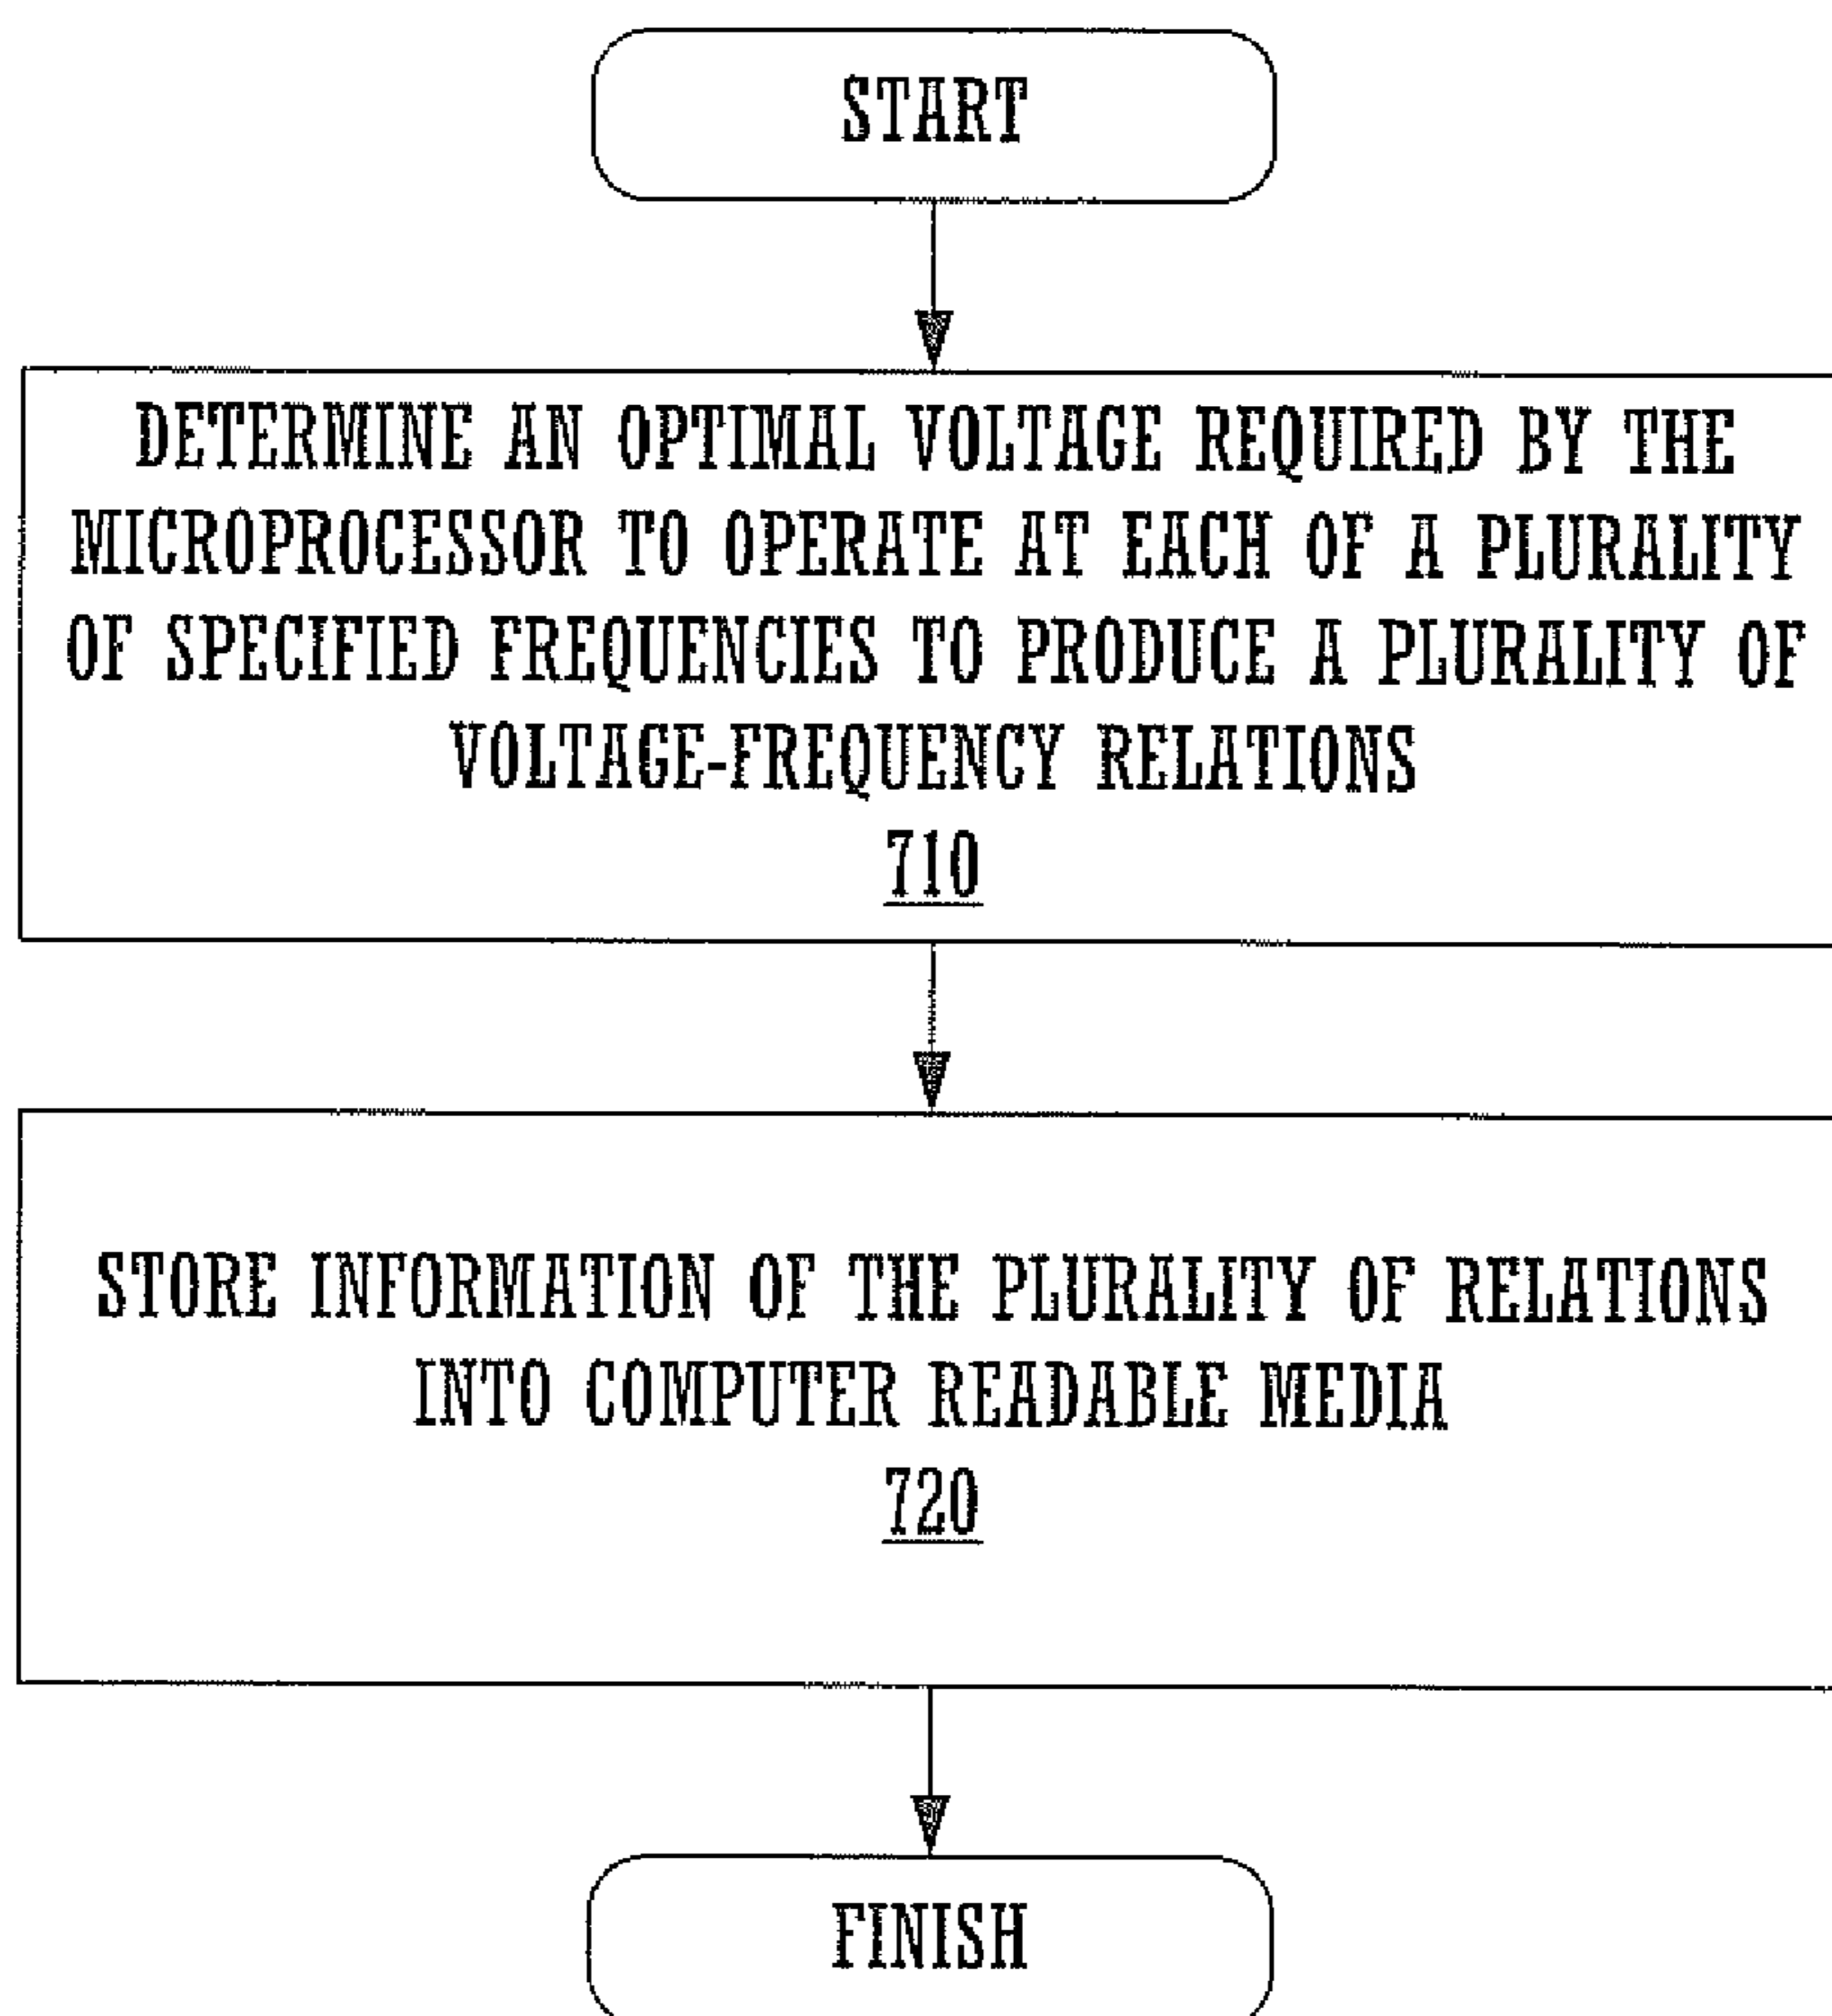 START
DETERMINE AN OPTIMAL VOLTAGE REQUIRED BY THE
MICROPROCESSOR TO OPERATE AT EACH OF A PLURALITY
OF SPECIFIED FREQUENCIES TO PRODUCE A PLURALITY OF
VOLTAGE-FREQUENCY RELATIONS
710
STORE INFORMATION OF THE PLURALITY OF RELATIONS
INTO COMPUTER READABLE MEDIA
720
FINISH